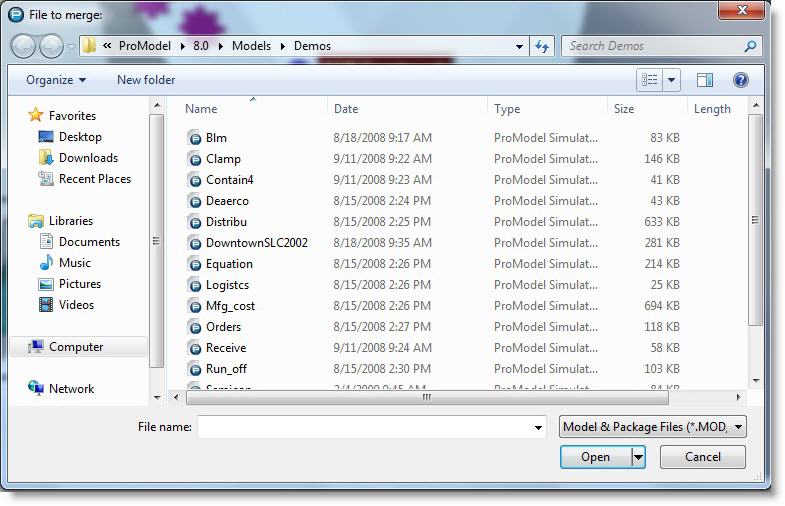 File to merge:
« ProModel 8.0 Models Demos
Search Demos
Organize New folder
Name Date Type Size Length
Favorites
Desktop
Downloads
Recent Places
Libraries
Documents
Music
Pictures
Videos
Computer
Network
Blm 8/18/2008 9:17 AM ProModel Simulat... 83 KB
Clamp 9/11/2008 9:22 AM ProModel Simulat... 146 KB
Contain4 9/11/2008 9:23 AM ProModel Simulat... 41 KB
Deaerco 8/15/2008 2:24 PM ProModel Simulat... 43 KB
Distribu 8/15/2008 2:25 PM ProModel Simulat... 633 KB
DowntownSLC2002 8/18/2008 9:35 AM ProModel Simulat... 281 KB
Equation 8/15/2008 2:26 PM ProModel Simulat... 214 KB
Logistcs 8/15/2008 2:26 PM ProModel Simulat... 25 KB
Mfg_cost 8/15/2008 2:26 PM ProModel Simulat... 694 KB
Orders 8/15/2008 2:27 PM ProModel Simulat... 118 KB
Receive 9/11/2008 9:24 AM ProModel Simulat... 58 KB
Run_off 8/15/2008 2:30 PM ProModel Simulat... 103 KB
ProModel Simulat... 84 KB
File name: Model & Package Files (*.MOD,
Open Cancel